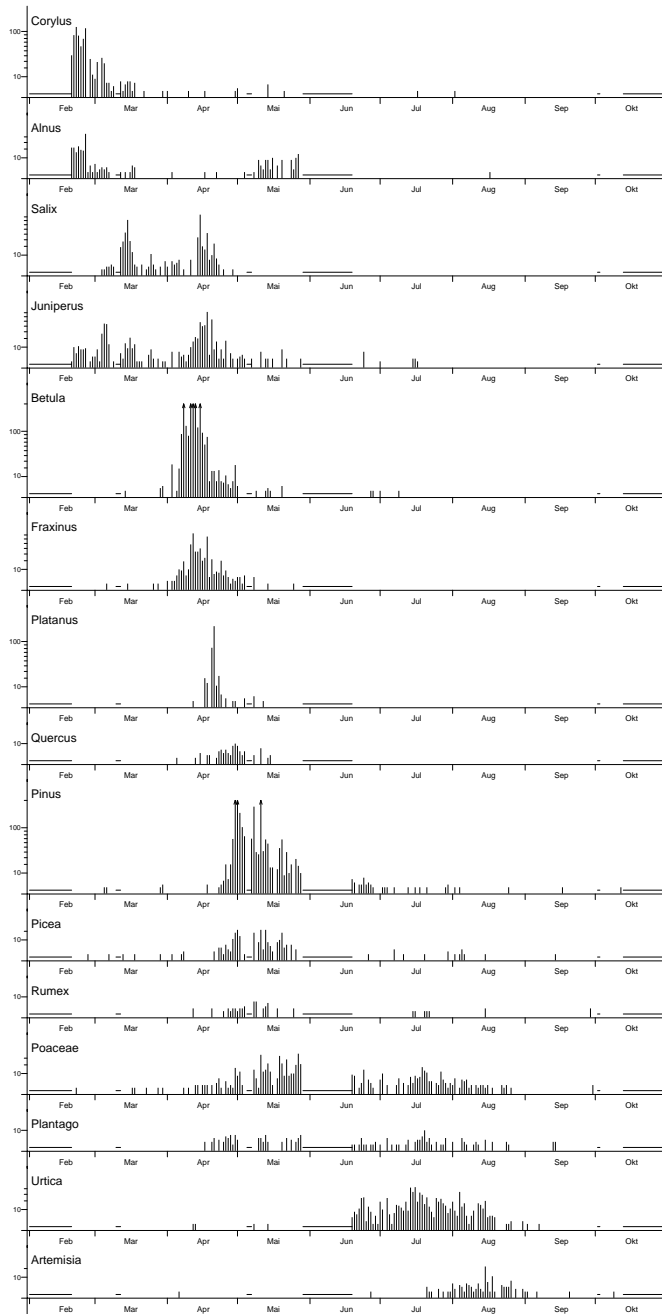 Corylus
100
10
Feb Mar Apr Mai Jun Jul Aug Sep Okt
Alnus
10
Feb Mar Apr Mai Jun Jul Aug Sep Okt
Salix
10
Feb Mar Apr Mai Jun Jul Aug Sep Okt
Juniperus
10
Feb Mar Apr Mai Jun Jul Aug Sep Okt
Betula
100
10
Feb Mar Apr Mai Jun Jul Aug Sep Okt
Fraxinus
10
Feb Mar Apr Mai Jun Jul Aug Sep Okt
Platanus
100
10
Feb Mar Apr Mai Jun Jul Aug Sep Okt
Quercus
10
Feb Mar Apr Mai Jun Jul Aug Sep Okt
Pinus
100
10
Feb Mar Apr Mai Jun Jul Aug Sep Okt
Picea
10
Feb Mar Apr Mai Jun Jul Aug Sep Okt
Rumex
10
Feb Mar Apr Mai Jun Jul Aug Sep Okt
Poaceae
10
Feb Mar Apr Mai Jun Jul Aug Sep Okt
Plantago
10
Feb Mar Apr Mai Jun Jul Aug Sep Okt
Urtica
10
Feb Mar Apr Mai Jun Jul Aug Sep Okt
Artemisia
10
Feb Mar Apr Mai Jun Jul Aug Sep Okt